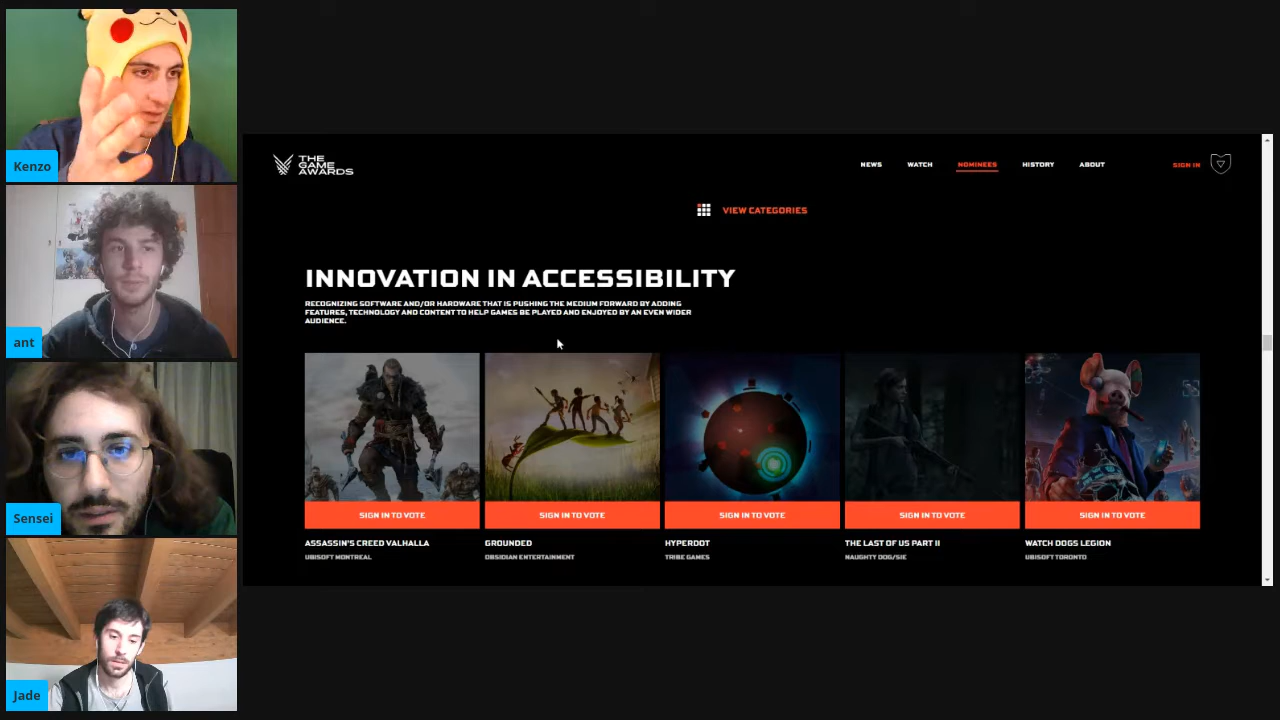 Kenzo
ant
Sensei
Jade
THE
GAME
AWARDS
NEWS
WATCH
NOMINEES
HISTORY
ABOUT
SIGN IN
VIEW CATEGORIES
INNOVATION IN ACCESSIBILITY
RECOGNIZING SOFTWARE AND/OR HARDWARE THAT IS PUSHING THE MEDIUM FORWARD BY ADDING
FEATURES, TECHNOLOGY AND CONTENT TO HELP GAMES BE PLAYED AND ENJOYED BY AN EVEN WIDER
AUDIENCE.
SIGN IN TO VOTE
SIGN IN TO VOTE
SIGN IN TO VOTE
SIGN IN TO VOTE
SIGN IN TO VOTE
ASSASSIN'S CREED VALHALLA
UBISOFT MONTREAL
GROUNDED
OBSIDIAN ENTERTAINMENT
HYPERDOT
TRIBE GAMES
THE LAST OF US PART II
NAUGHTY DOG/SIE
WATCH DOGS LEGION
UBISOFT TORONTO